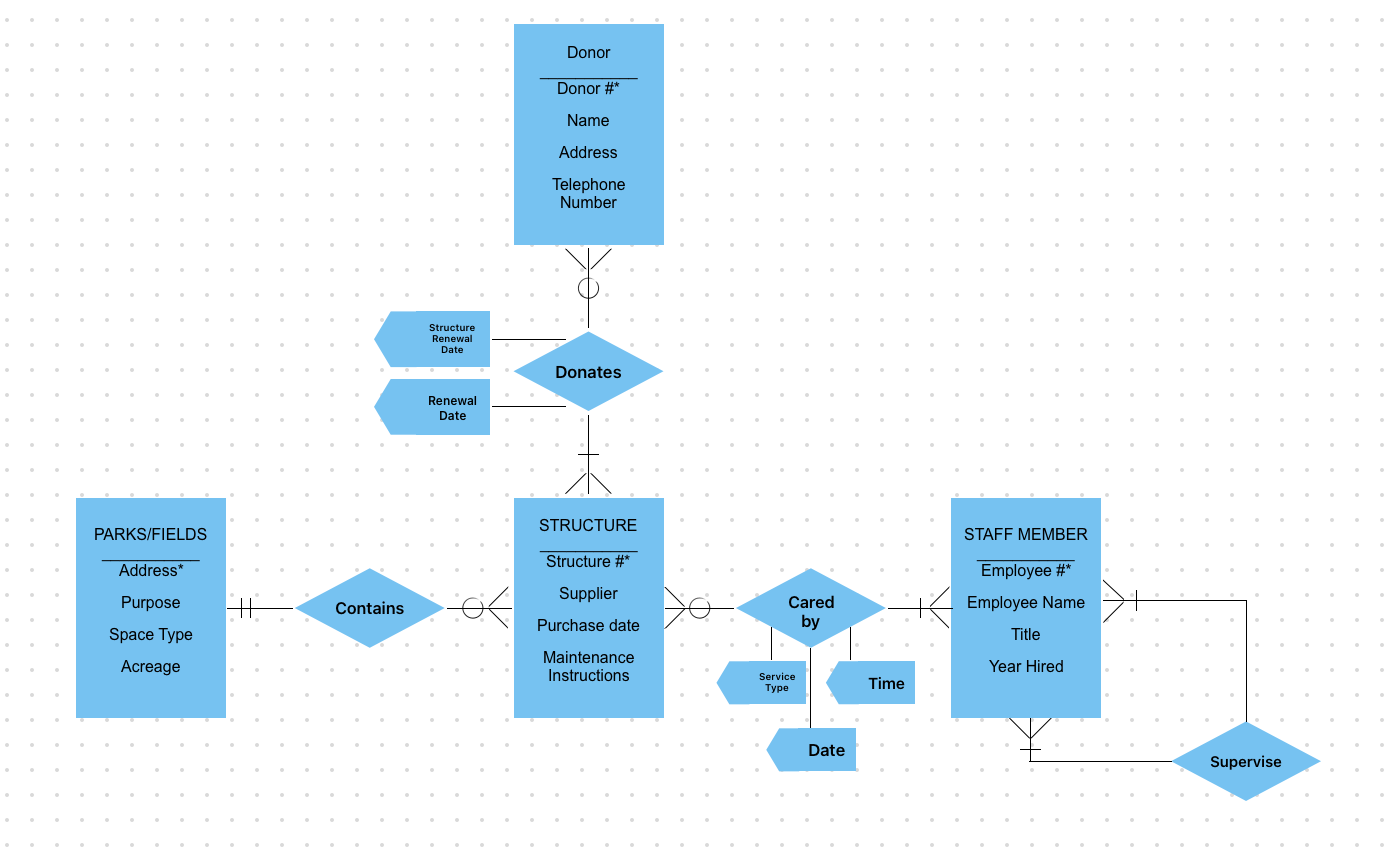 Donor
Donor #*
Name
Address
Telephone
Number
Structure
Renewal
Date
Donates
Renewal
Date
PARKS/FIELDS
Address*
Purpose
Space Type
Acreage
Contains
STRUCTURE
Structure #*
Supplier
Purchase date
Maintenance
Instructions
Cared
by
Service
Type
Time
Date
STAFF MEMBER
Employee #*
Employee Name
Title
Year Hired
Supervise